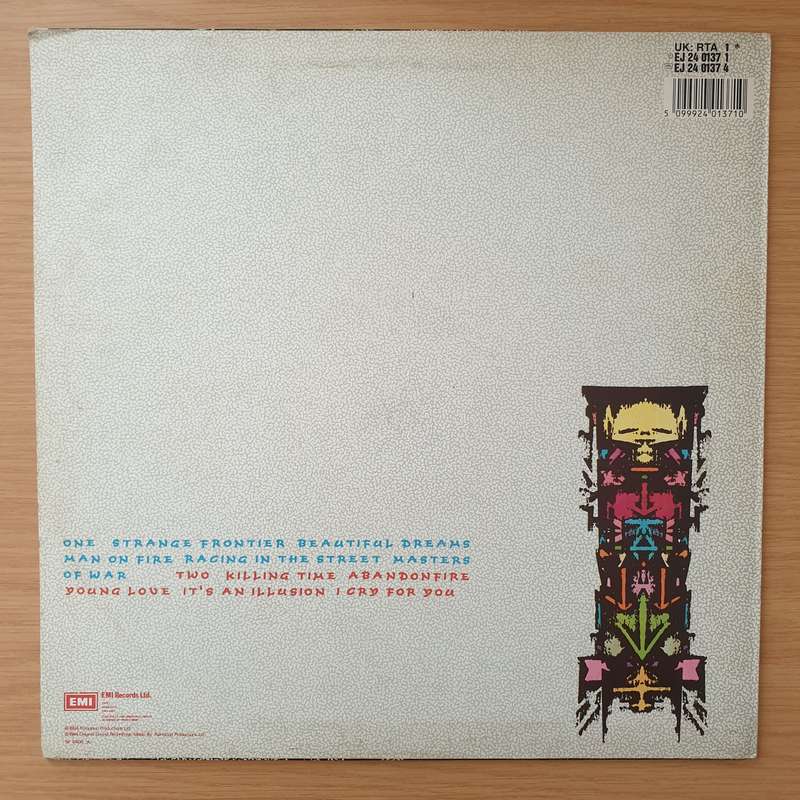 UK: RTA 1 *
EJ 24 0137 1
EJ 24 0137 4
5 099924 013710
ONE STRANGE FRONTIER BEAUTIFUL DREAMS
MAN ON FIRE RACING IN THE STREET MASTERS
OF WAR TWO KILLING TIME ABANDONFIRE
YOUNG LOVE IT'S AN ILLUSION I CRY FOR YOU
EMI EMI Records Ltd.